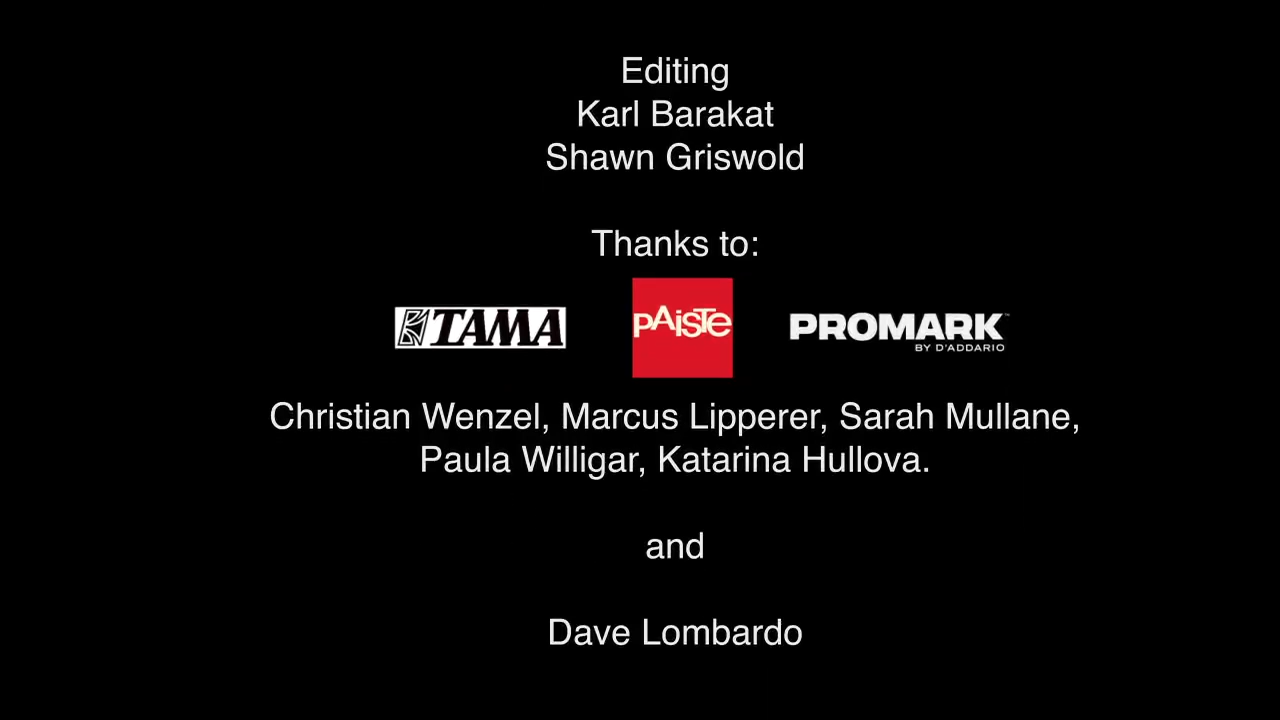 Editing
Karl Barakat
Shawn Griswold
Thanks to:
TAMA PAiSTe PROMARK™
BY D'ADDARIO
Christian Wenzel, Marcus Lipperer, Sarah Mullane,
Paula Willigar, Katarina Hullova.
and
Dave Lombardo